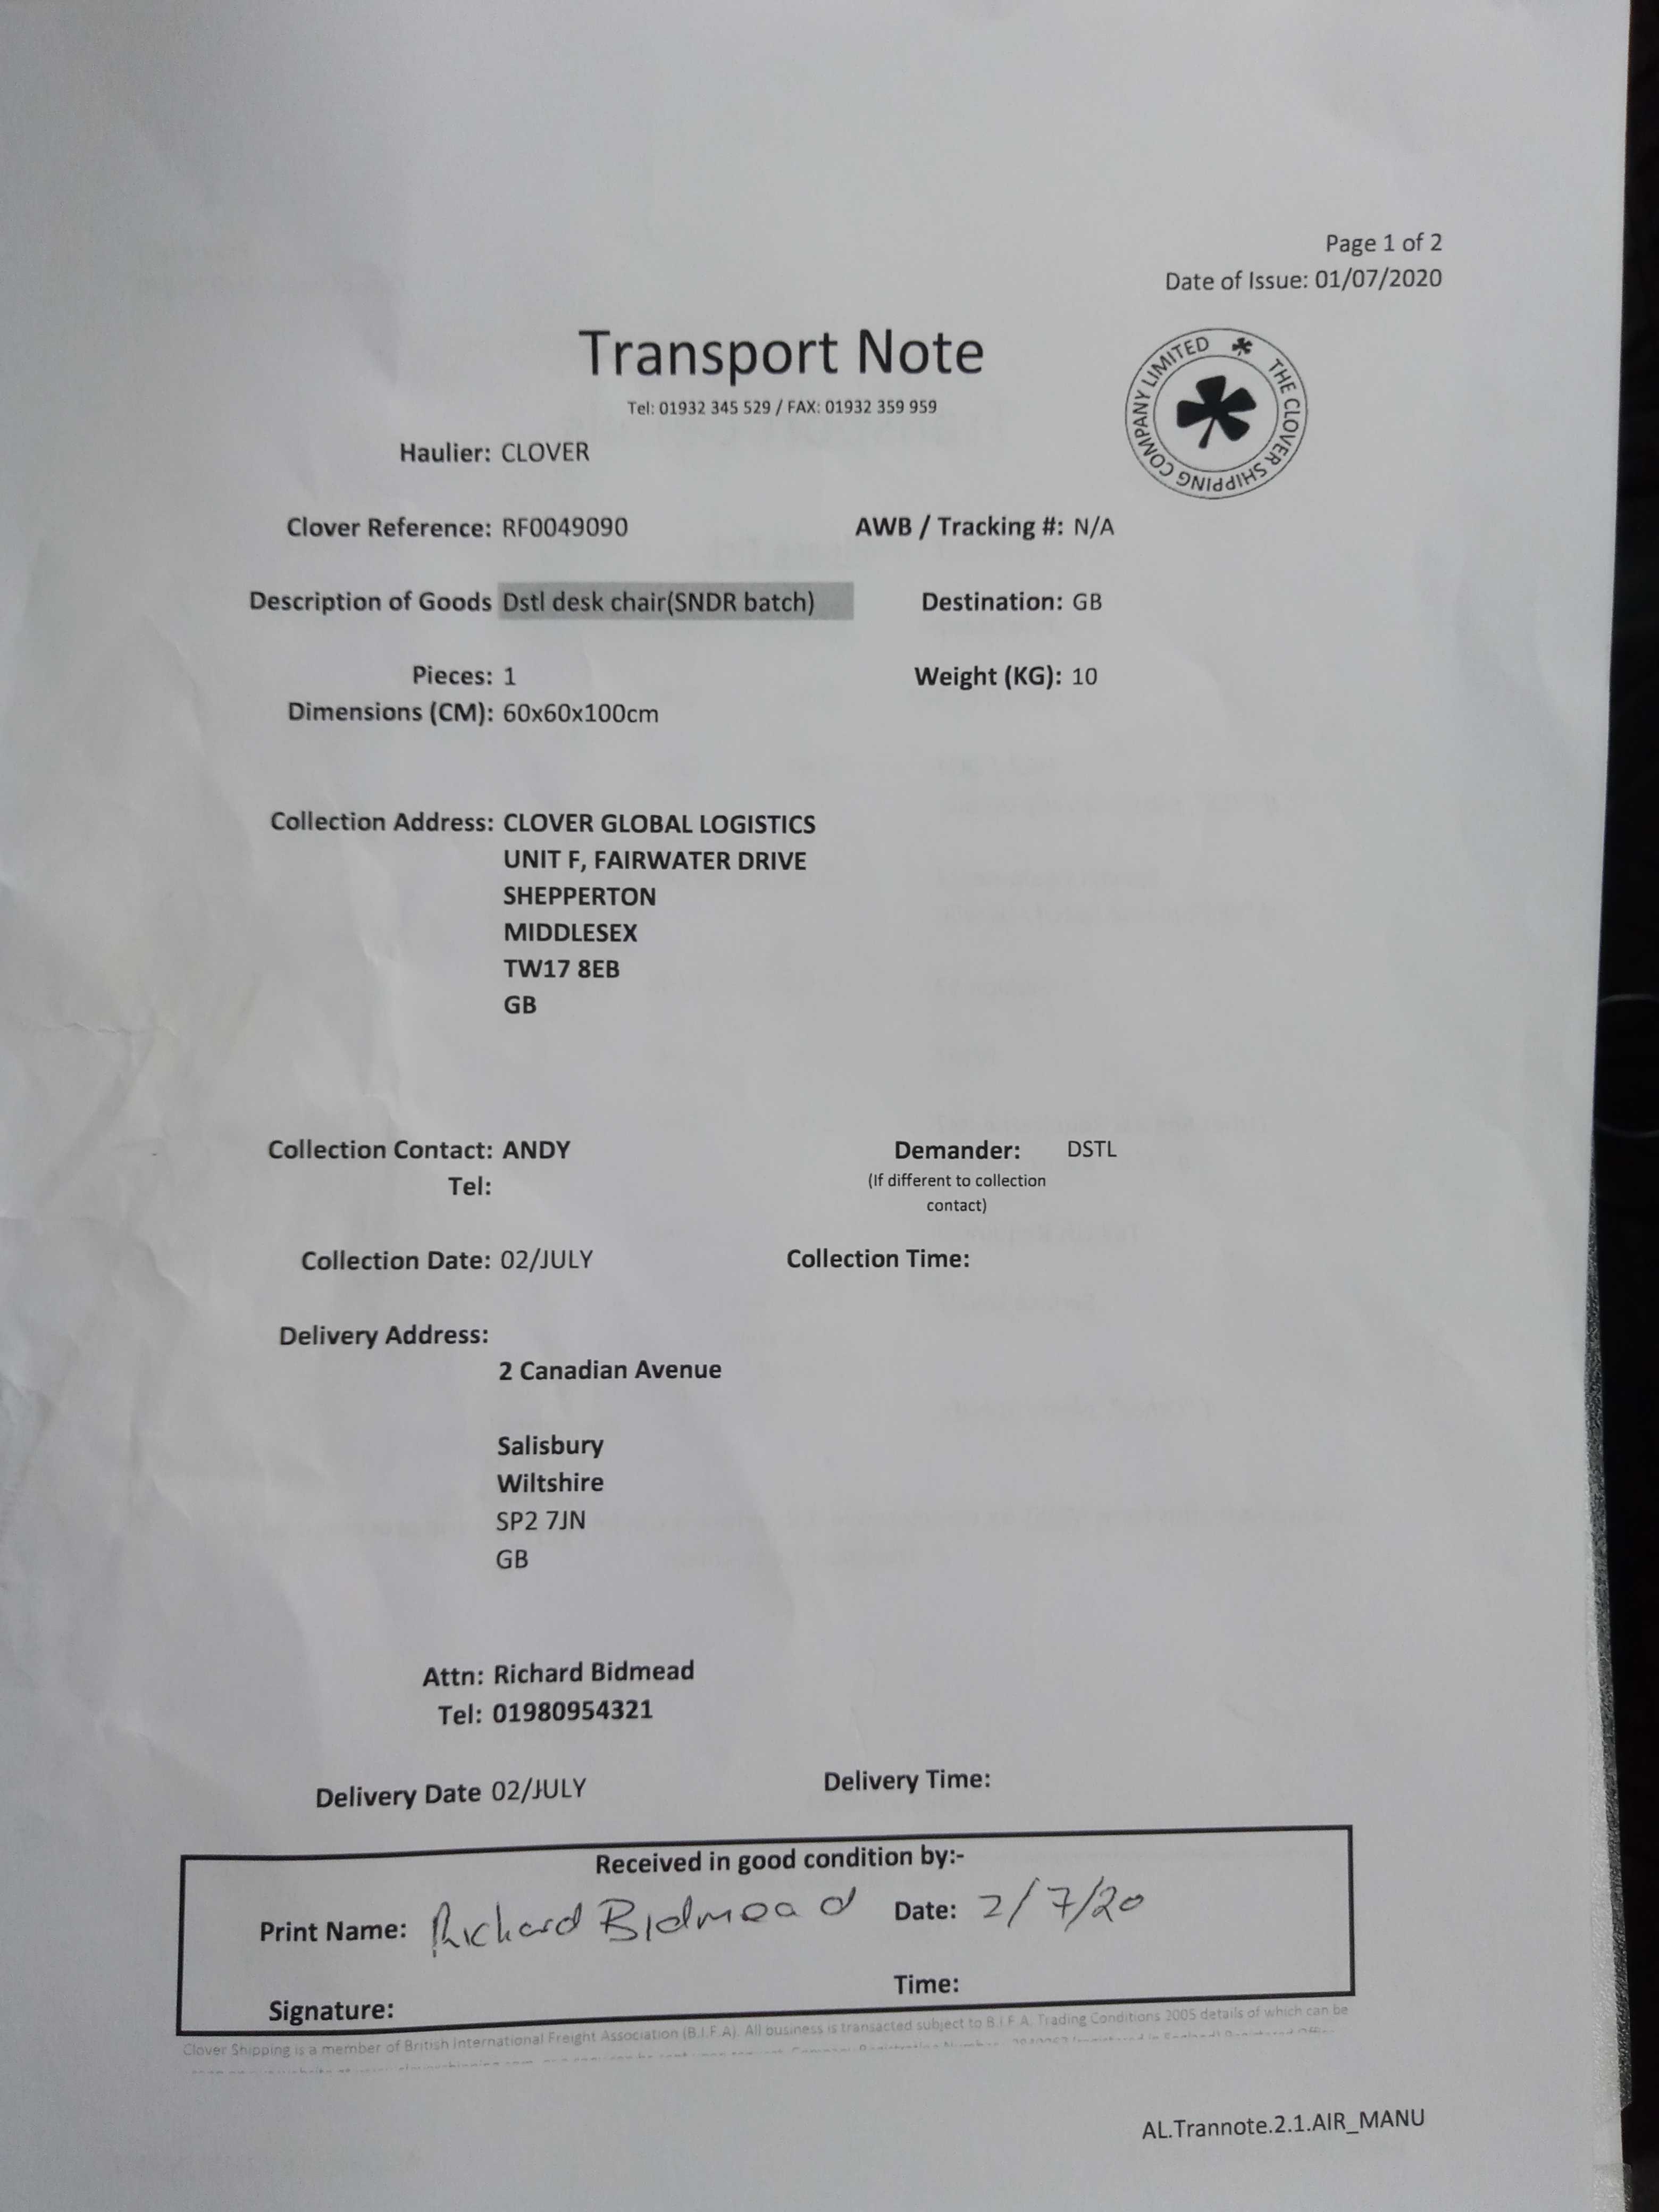 Page 1 of 2
Date of Issue: 01/07/2020
Transport Note
Tel: 01932 345 529 / FAX: 01932 359 959
THE CLOVER SHIPPING COMPANY LIMITED
Haulier: CLOVER
Clover Reference: RF0049090 AWB / Tracking #: N/A
Description of Goods Dstl desk chair(SNDR batch) Destination: GB
Pieces: 1 Weight (KG): 10
Dimensions (CM): 60x60x100cm
Collection Address: CLOVER GLOBAL LOGISTICS
UNIT F, FAIRWATER DRIVE
SHEPPERTON
MIDDLESEX
TW17 8EB
GB
Collection Contact: ANDY Demander: DSTL
Tel: (If different to collection
contact)
Collection Date: 02/JULY Collection Time:
Delivery Address:
2 Canadian Avenue
Salisbury
Wiltshire
SP2 7JN
GB
Attn: Richard Bidmead
Tel: 01980954321
Delivery Date 02/JULY Delivery Time:
Received in good condition by:-
Print Name: Richard Bidmead Date: 2/7/20
Time:
Signature:
Clover Shipping is a member of British International Freight Association (B.I.F.A). All business is transacted subject to B.I.F.A. Trading Conditions 2005 details of which can be
AL.Trannote.2.1.AIR_MANU